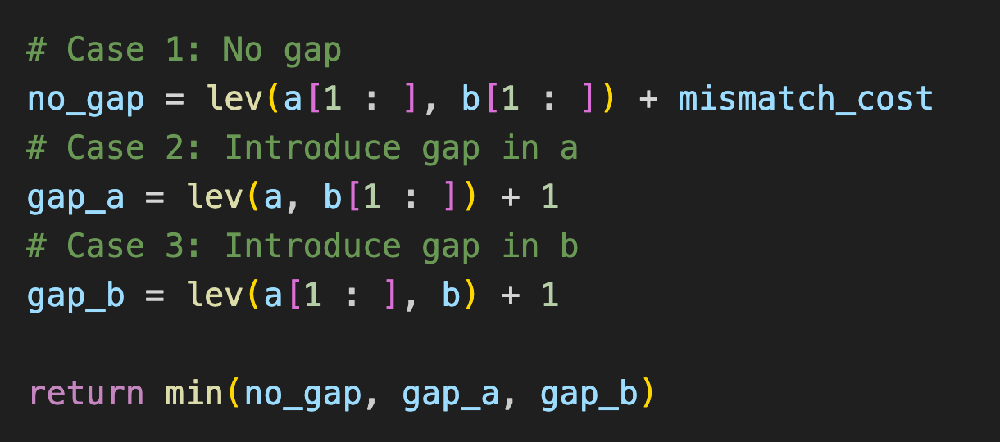 # Case 1: No gap
no_gap = lev(a[1 : ], b[1 : ]) + mismatch_cost
# Case 2: Introduce gap in a
gap_a = lev(a, b[1 : ]) + 1
# Case 3: Introduce gap in b
gap_b = lev(a[1 : ], b) + 1
return min(no_gap, gap_a, gap_b)